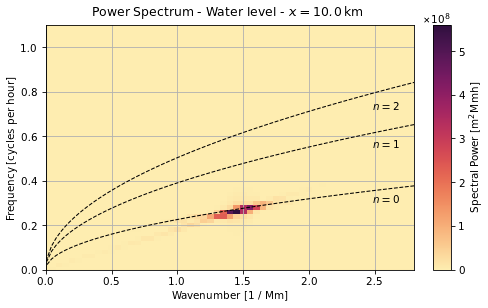 Power Spectrum - Water level - x = 10.0 km
×10⁸
1.0
0.8
0.6
0.4
0.2
0.0
Frequency [cycles per hour]
n = 2
n = 1
n = 0
0.0 0.5 1.0 1.5 2.0 2.5
Wavenumber [1 / Mm]
5
4
3
2
1
0
Spectral Power [m² Mm h]